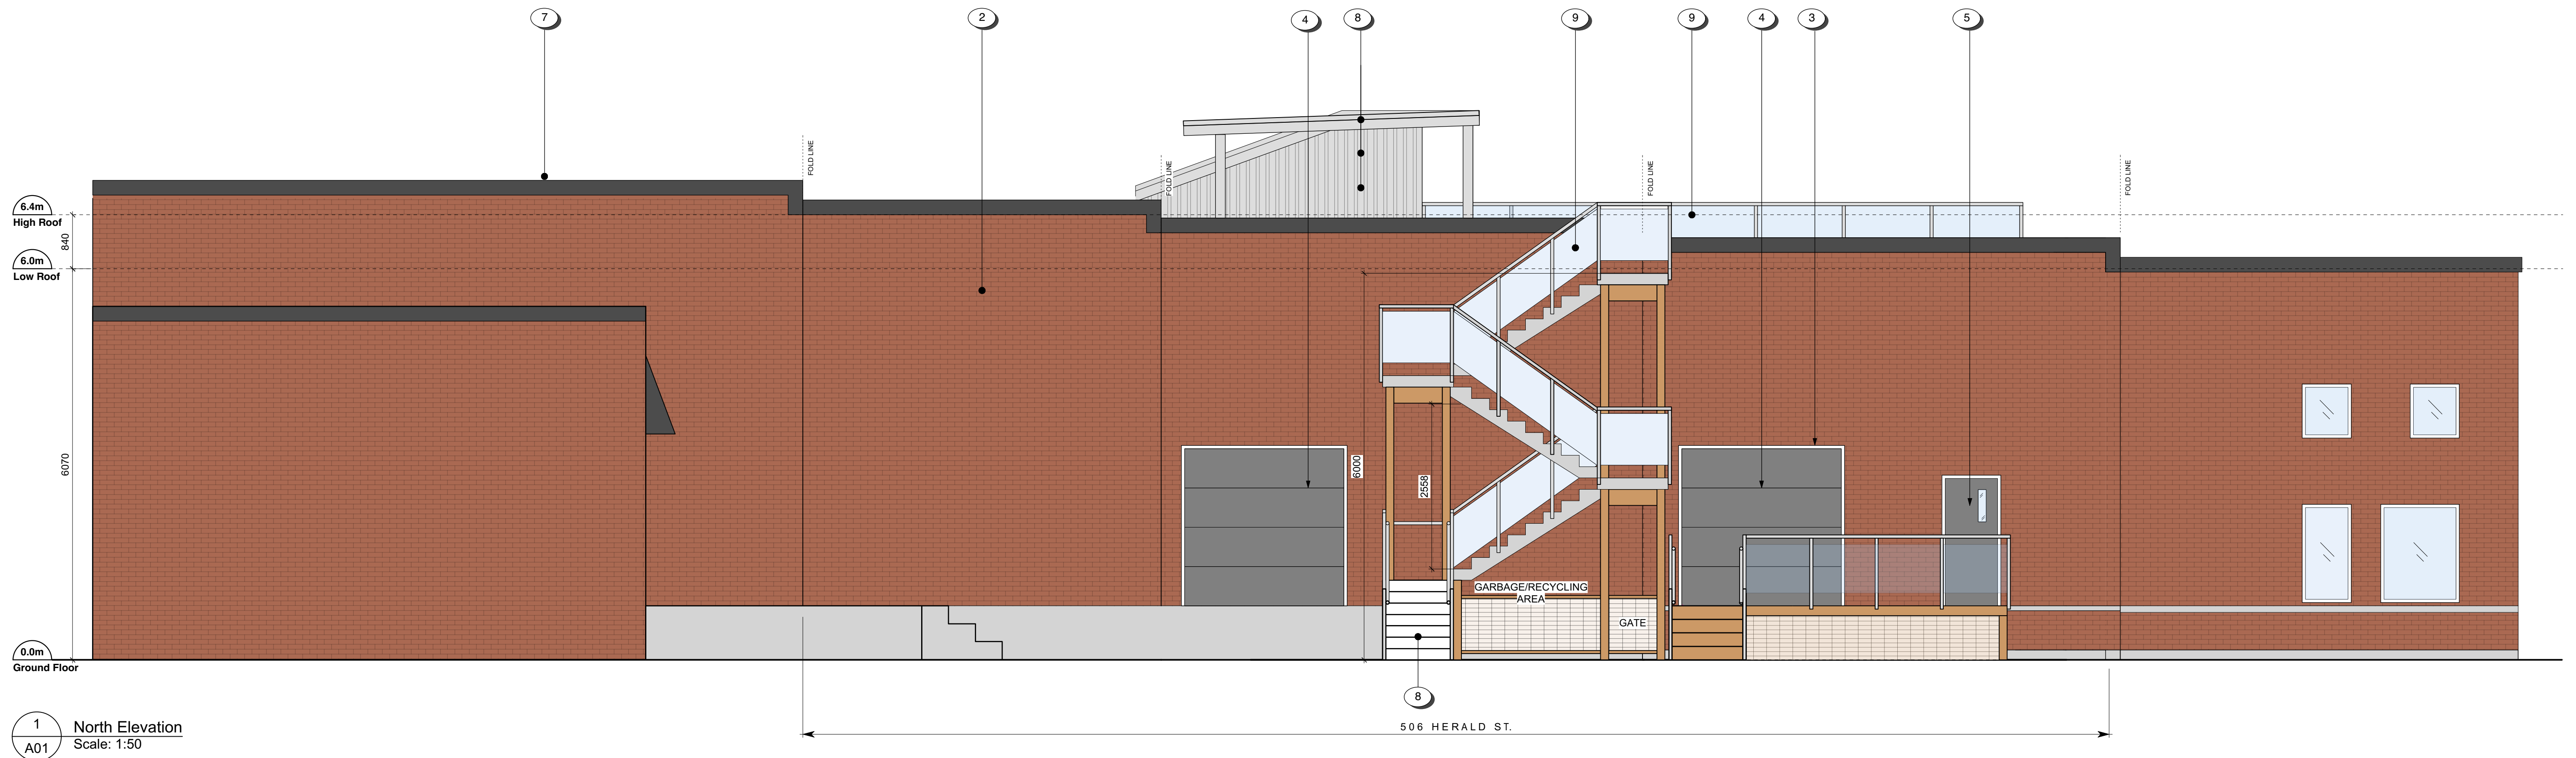 7
2
4
8
9
9
4
3
5
FOLD LINE
FOLD LINE
FOLD LINE
FOLD LINE
6.4m
High Roof
840
6.0m
Low Roof
6070
6000
2558
GARBAGE/RECYCLING
AREA
GATE
0.0m
Ground Floor
8
1
A01
North Elevation
Scale: 1:50
506 HERALD ST.